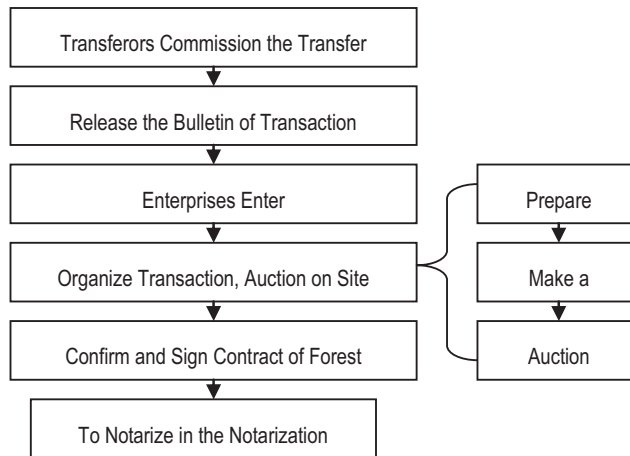 Transferors Commission the Transfer
Release the Bulletin of Transaction
Enterprises Enter
Organize Transaction, Auction on Site
Confirm and Sign Contract of Forest
To Notarize in the Notarization
Prepare
Make a
Auction